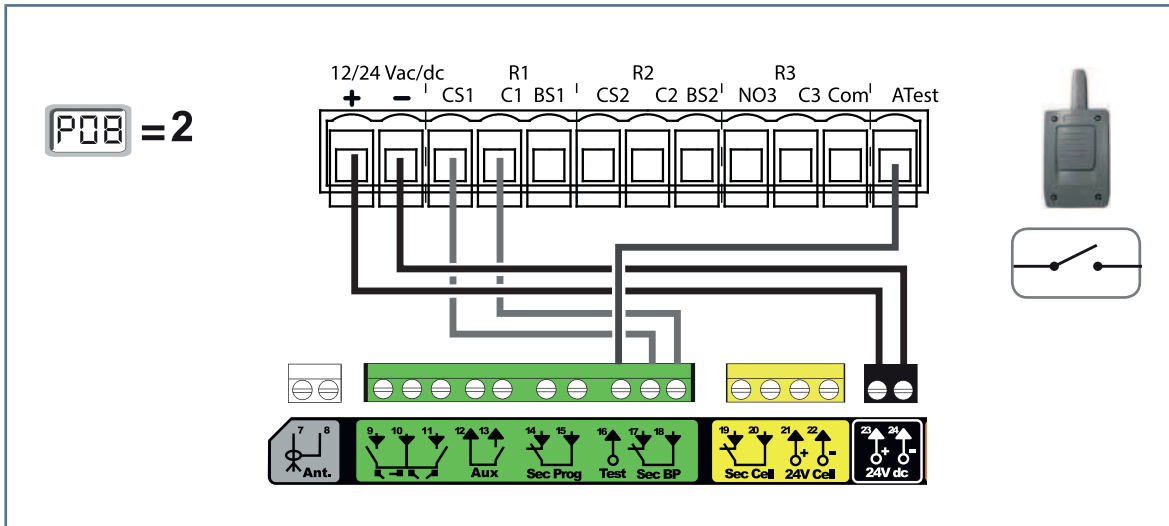 12/24 Vac/dc R1 R2 R3
+ - CS1 C1 BS1 CS2 C2 BS2 NO3 C3 Com ATest
P08 = 2
7 8 9 10 11 12 13 14 15 16 17 18 19 20 21 22 23 24
+ - + -
Ant. Aux Sec Prog Test Sec BP Sec Cell 24V Cell 24V dc